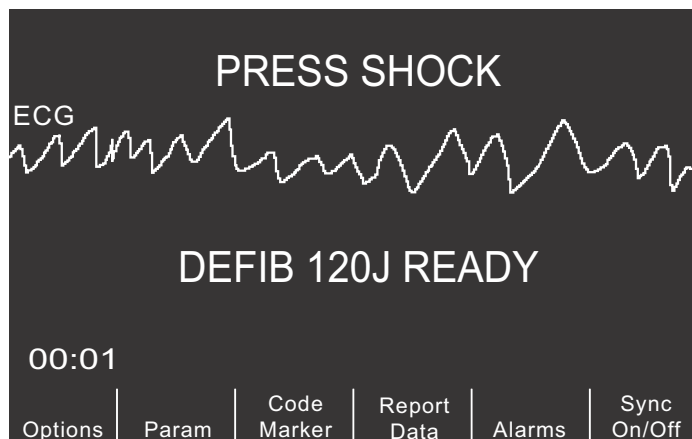 PRESS SHOCK
ECG
DEFIB 120J READY
00:01
Options
Param
Code
Marker
Report
Data
Alarms
Sync
On/Off